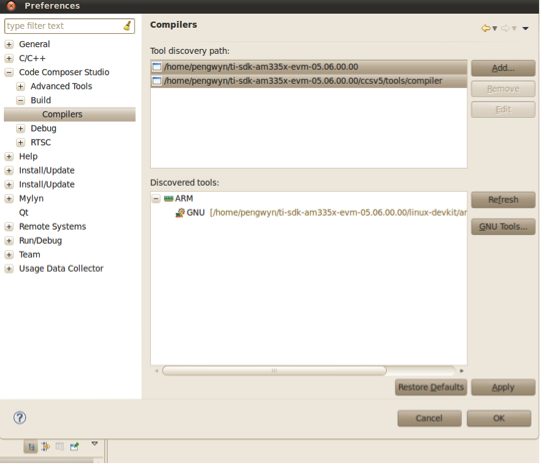 Preferences
type filter text
General
C/C++
Code Composer Studio
Advanced Tools
Build
Compilers
Debug
RTSC
Help
Install/Update
Install/Update
Mylyn
Qt
Remote Systems
Run/Debug
Team
Usage Data Collector
Compilers
Tool discovery path:
/home/pengwyn/ti-sdk-am335x-evm-05.06.00.00
/home/pengwyn/ti-sdk-am335x-evm-05.06.00.00/ccsv5/tools/compiler
Add...
Remove
Edit
Discovered tools:
ARM
GNU [/home/pengwyn/ti-sdk-am335x-evm-05.06.00.00/linux-devkit/ar
Refresh
GNU Tools...
Restore Defaults
Apply
Cancel
OK